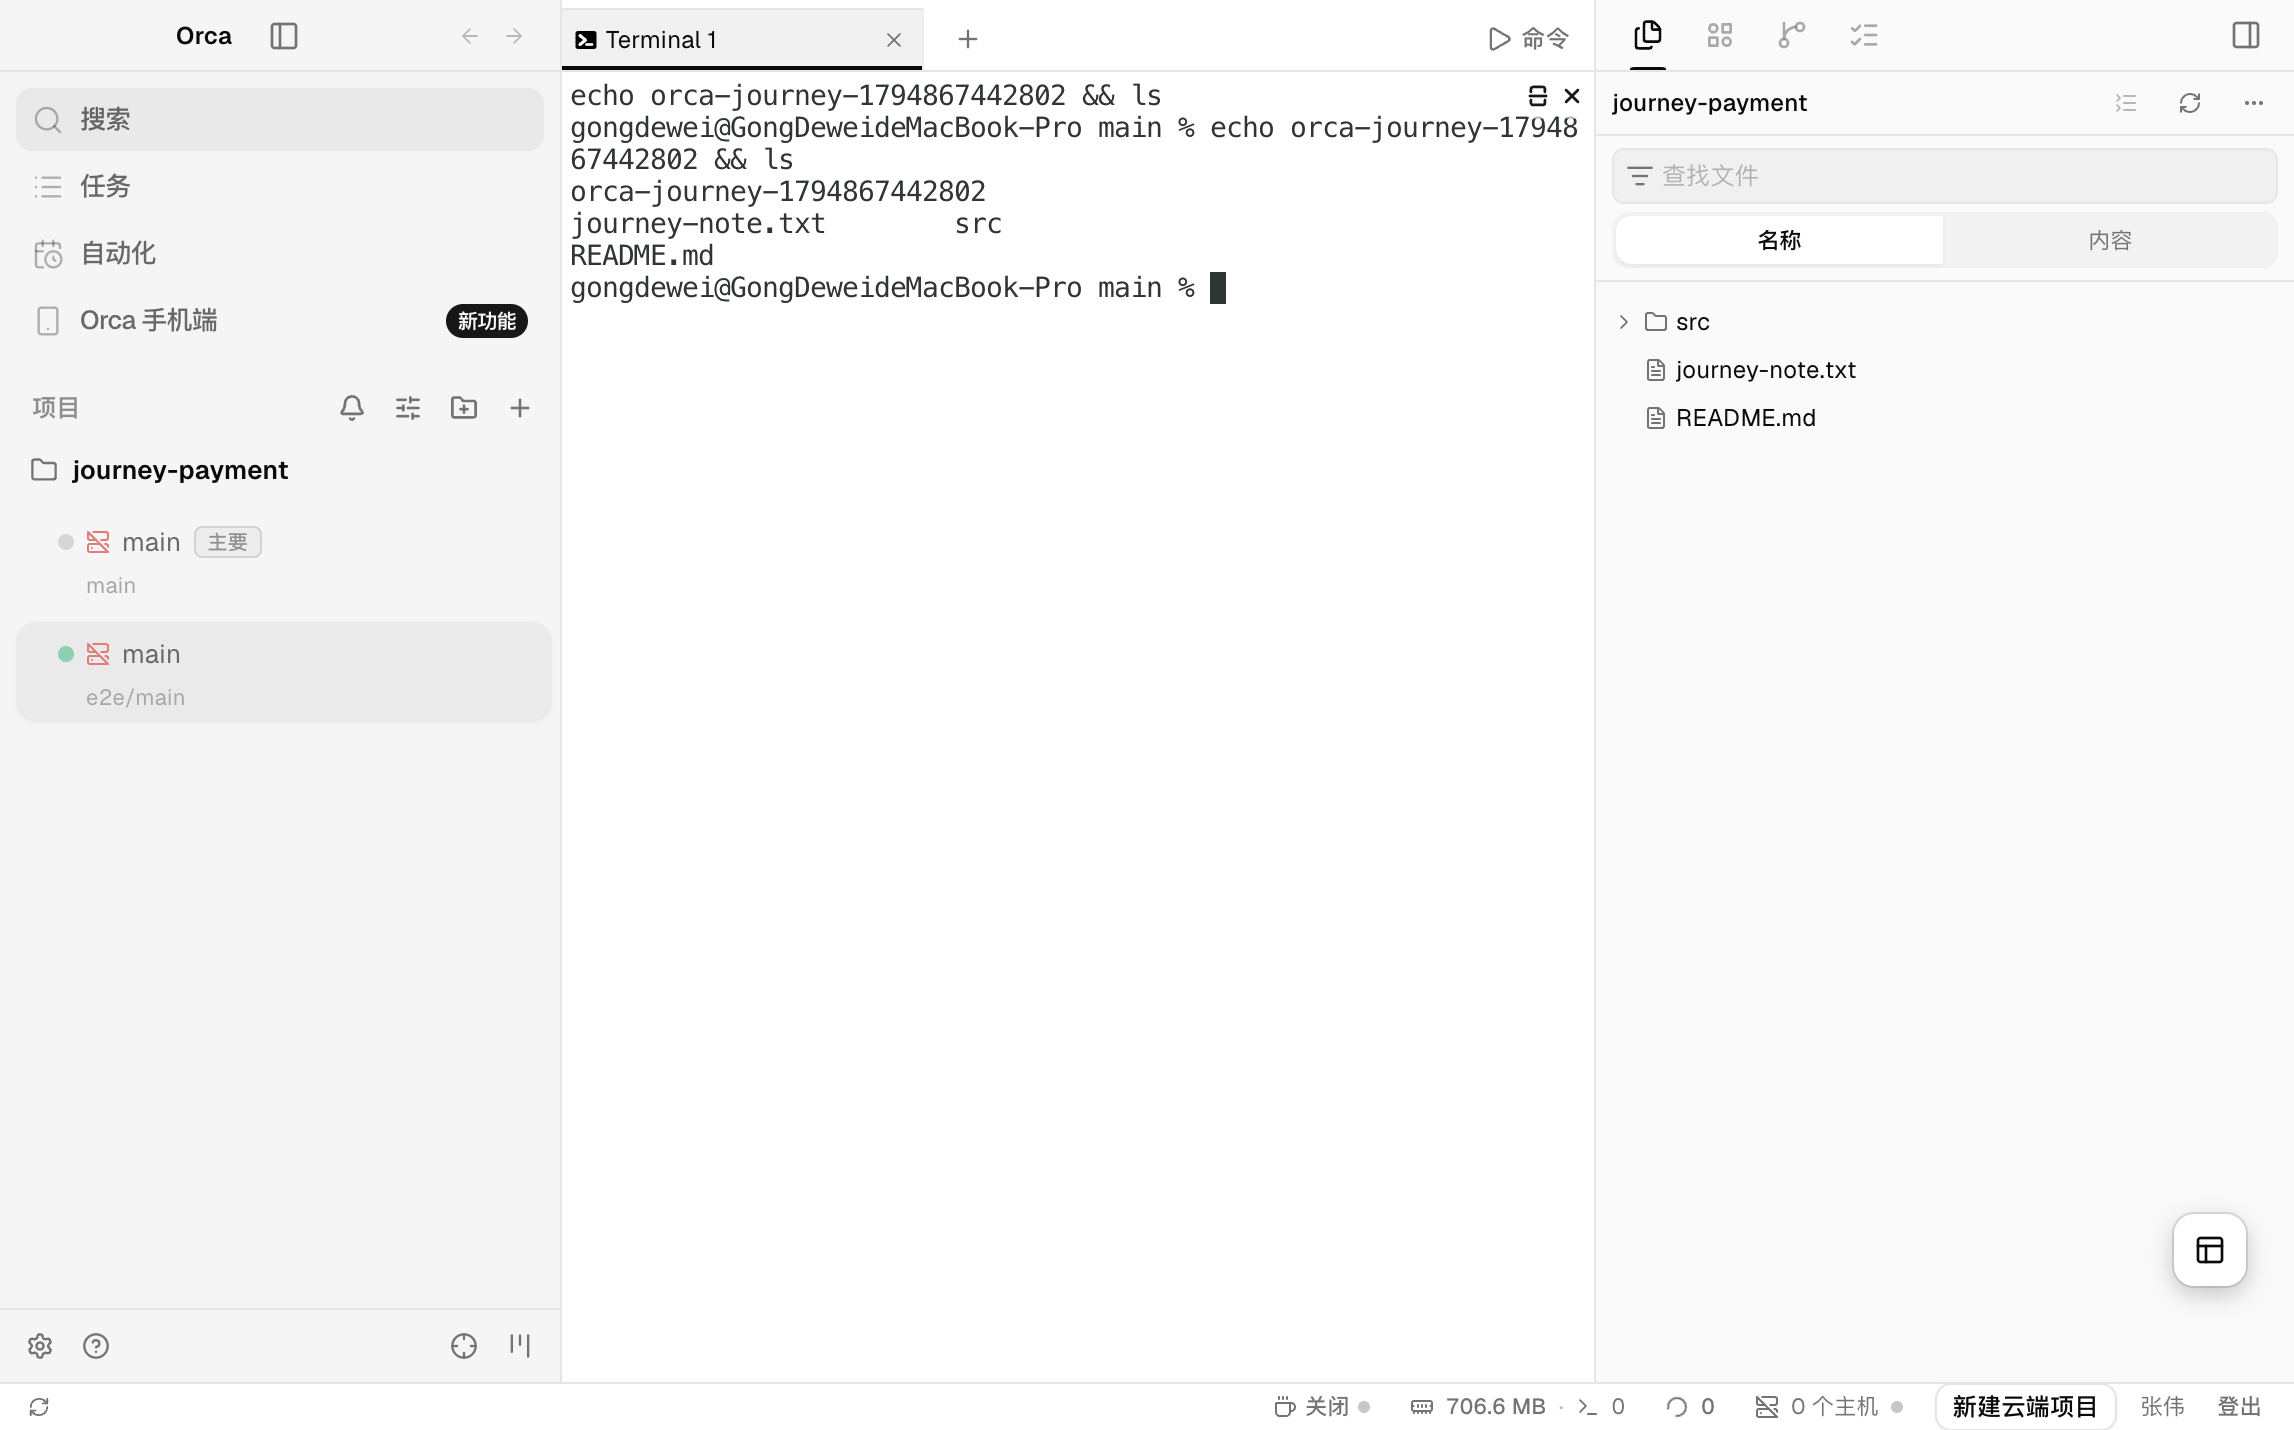 Orca
搜索
任务
自动化
Orca 手机端
新功能
项目
journey-payment
main 主要
main
main
e2e/main
Terminal 1
命令
echo orca-journey-1794867442802 && ls
gongdewei@GongDeweideMacBook-Pro main % echo orca-journey-17948
67442802 && ls
orca-journey-1794867442802
journey-note.txt src
README.md
gongdewei@GongDeweideMacBook-Pro main %
journey-payment
查找文件
名称 内容
src
journey-note.txt
README.md
关闭 706.6 MB · 0 0 0 个主机 新建云端项目 张伟 登出